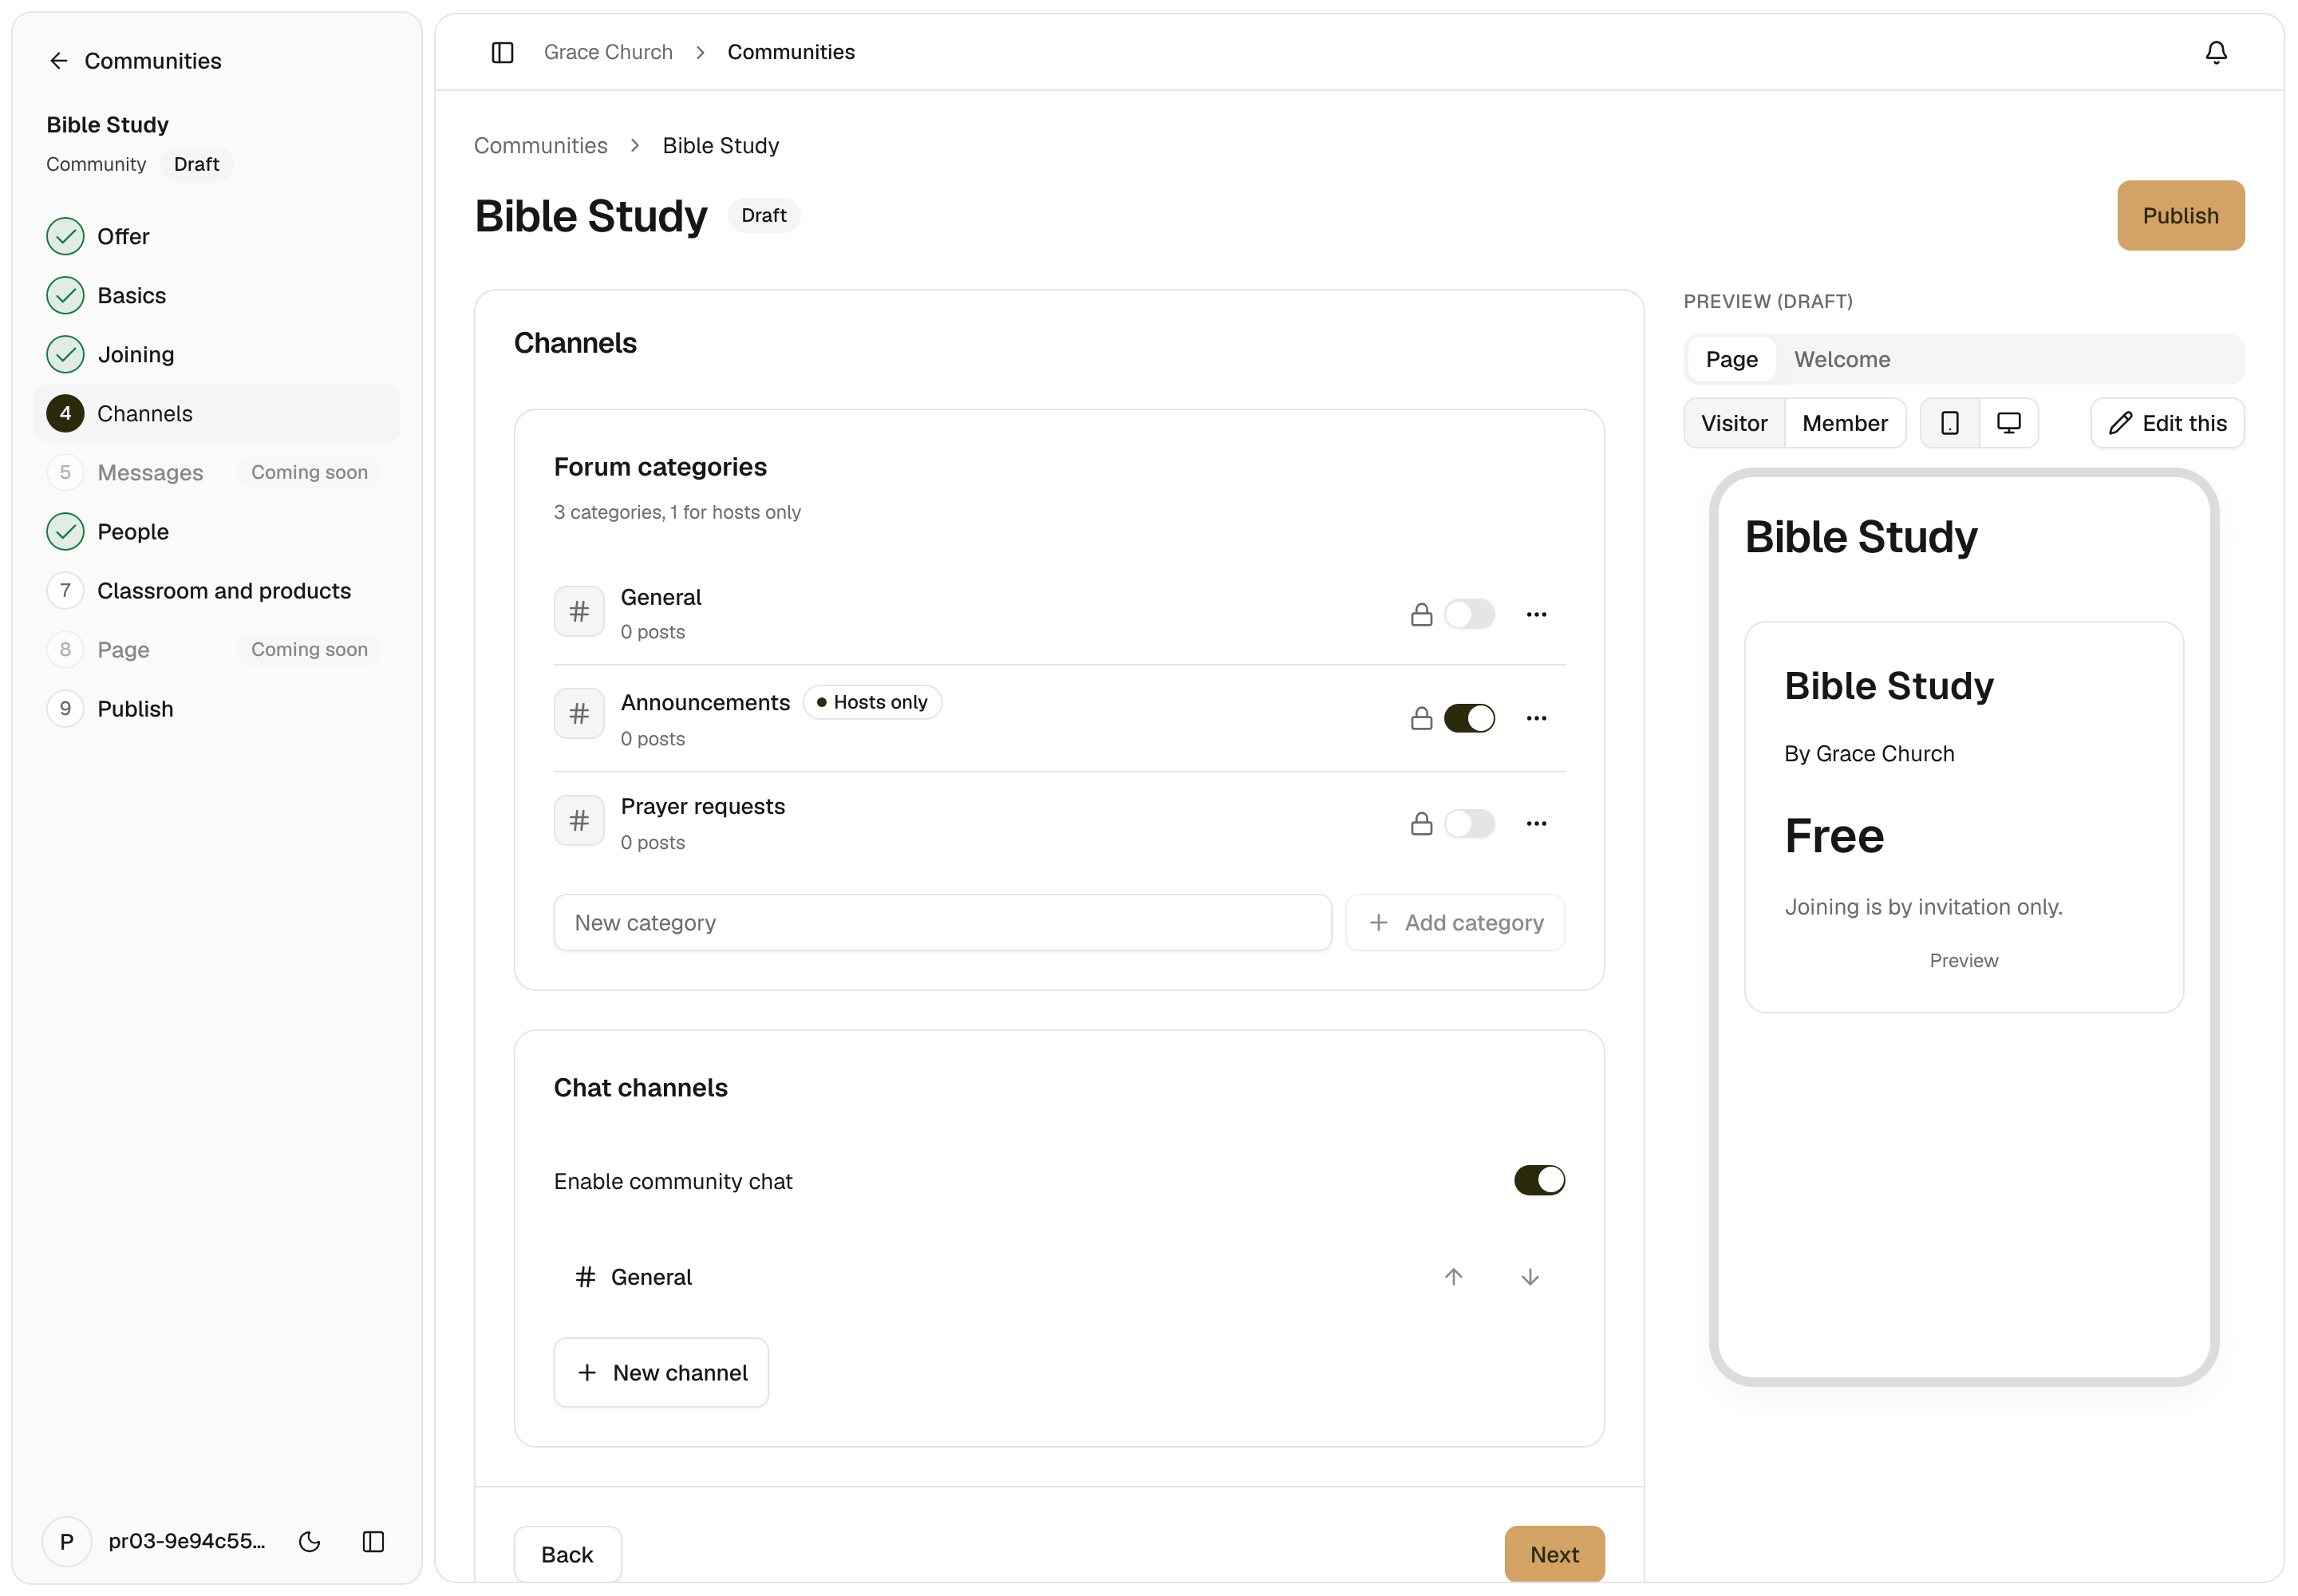 Communities
Bible Study
Community Draft
Offer
Basics
Joining
4 Channels
5 Messages Coming soon
People
7 Classroom and products
8 Page Coming soon
9 Publish
P pr03-9e94c55...
Grace Church > Communities
Communities > Bible Study
Bible Study Draft
Publish
Channels
Forum categories
3 categories, 1 for hosts only
# General
0 posts
# Announcements Hosts only
0 posts
# Prayer requests
0 posts
New category
+ Add category
Chat channels
Enable community chat
# General
+ New channel
Back
Next
PREVIEW (DRAFT)
Page Welcome
Visitor Member Edit this
Bible Study
Bible Study
By Grace Church
Free
Joining is by invitation only.
Preview